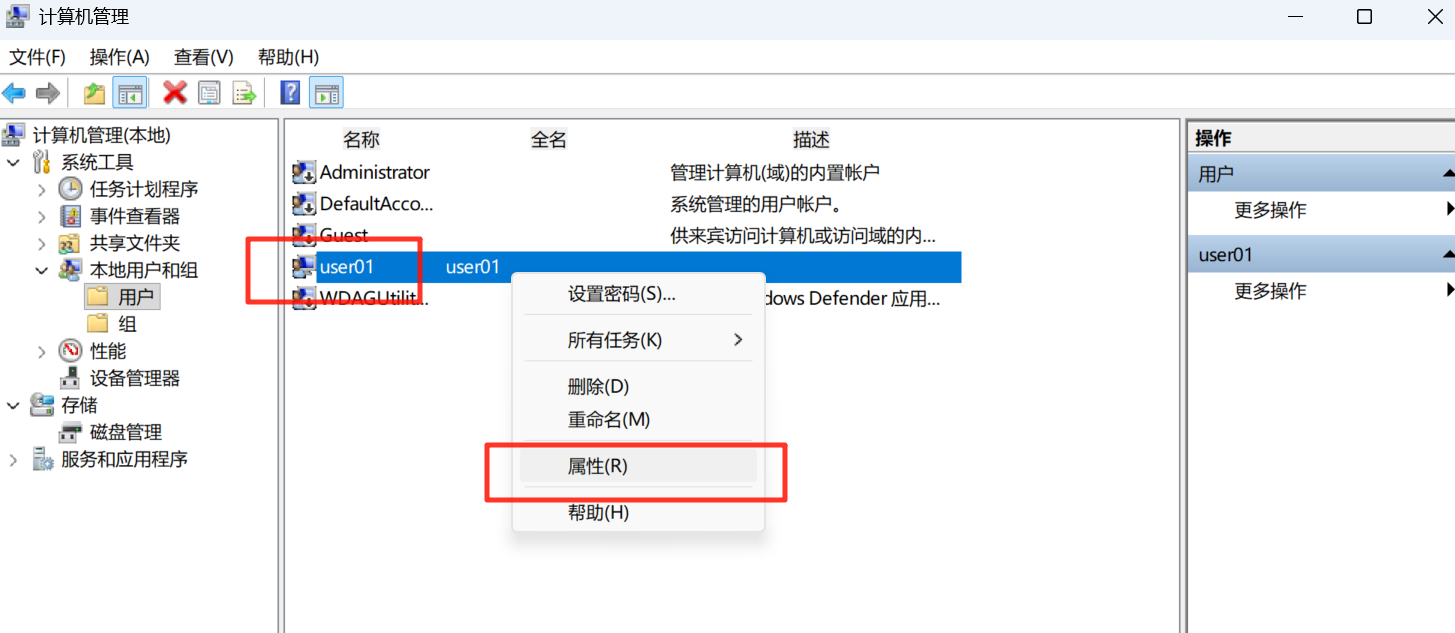 计算机管理
文件(F) 操作(A) 查看(V) 帮助(H)
计算机管理(本地)
系统工具
任务计划程序
事件查看器
共享文件夹
本地用户和组
用户
组
性能
设备管理器
存储
磁盘管理
服务和应用程序
名称 全名 描述
Administrator 管理计算机(域)的内置帐户
DefaultAcco... 系统管理的用户帐户。
Guest 供来宾访问计算机或访问域的内...
user01 user01
WDAGUtilit... dows Defender 应用...
设置密码(S)...
所有任务(K)
删除(D)
重命名(M)
属性(R)
帮助(H)
操作
用户
更多操作
user01
更多操作